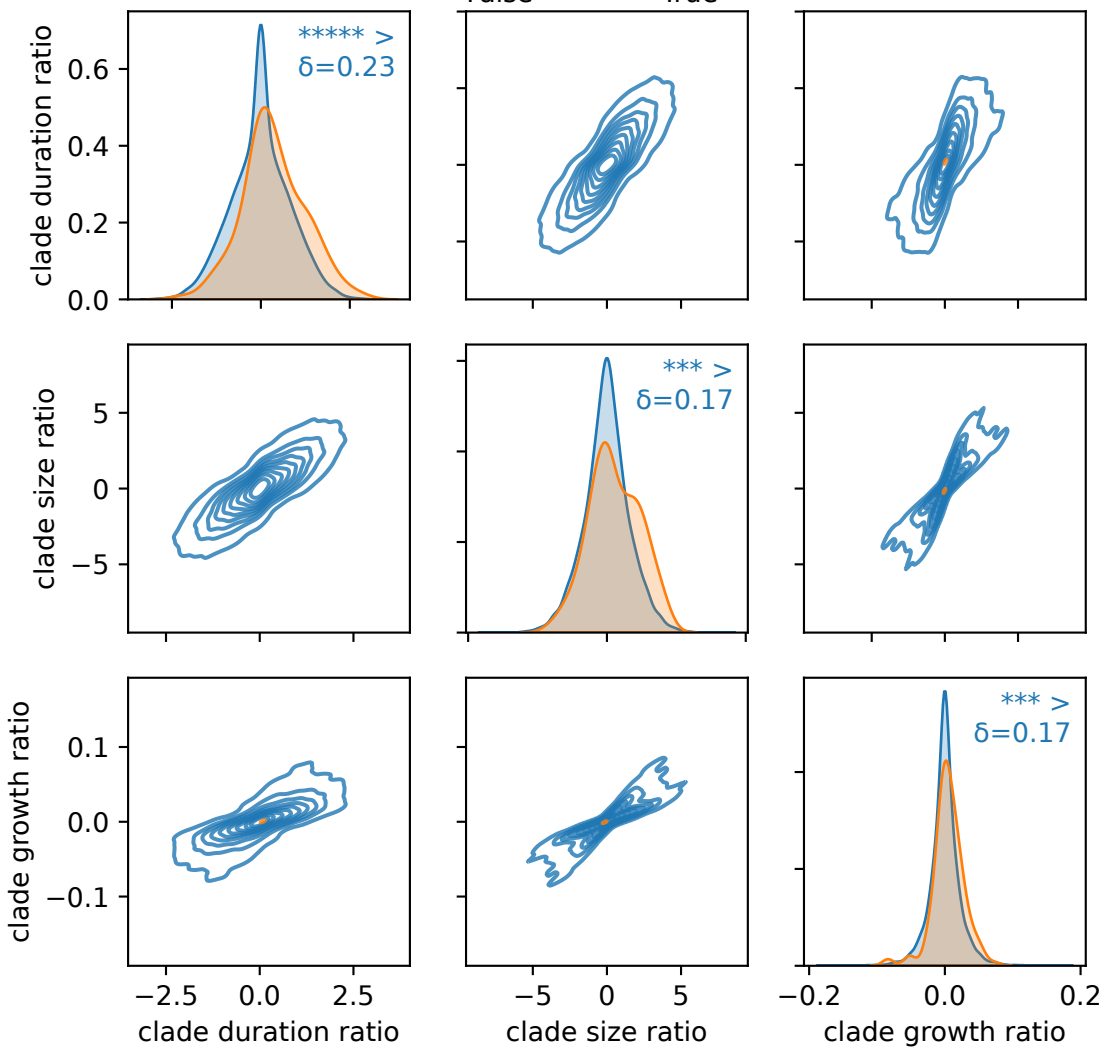 True
***** >
δ=0.23
clade duration ratio
0.6
0.4
0.2
0.0
*** >
δ=0.17
clade size ratio
5
0
−5
*** >
δ=0.17
clade growth ratio
0.1
0.0
−0.1
−2.5 0.0 2.5
−5 0 5
−0.2 0.0 0.2
clade duration ratio
clade size ratio
clade growth ratio